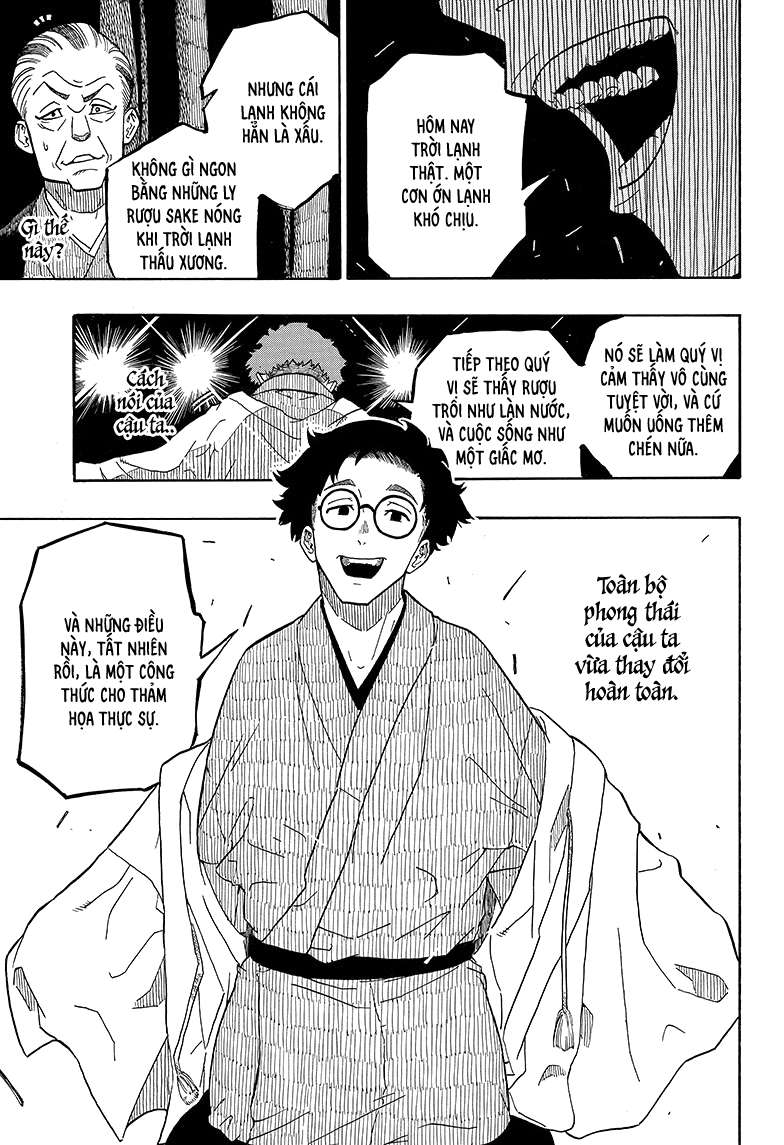 HÔM NAY
TRỜI LẠNH
THẬT. MỘT
CƠN ỚN LẠNH
KHÓ CHỊU.
NHƯNG CÁI
LẠNH KHÔNG
HẲN LÀ XẤU.
KHÔNG GÌ NGON
BẰNG NHỮNG LY
RƯỢU SAKE NÓNG
KHI TRỜI LẠNH
THẤU XƯƠNG.
Gì thế
này?
NÓ SẼ LÀM QUÝ VỊ
CẢM THẤY VÔ CÙNG
TUYỆT VỜI, VÀ CỨ
MUỐN UỐNG THÊM
CHÉN NỮA.
TIẾP THEO QUÝ
VỊ SẼ THẤY RƯỢU
TRÔI NHƯ LÀN NƯỚC,
VÀ CUỘC SỐNG NHƯ
MỘT GIẤC MƠ.
Cách
nói của
cậu ta..
Toàn bộ
phong thái
của cậu ta
vừa thay đổi
hoàn toàn.
VÀ NHỮNG ĐIỀU
NÀY, TẤT NHIÊN
RỒI, LÀ MỘT CÔNG
THỨC CHO THẢM
HỌA THỰC SỰ.